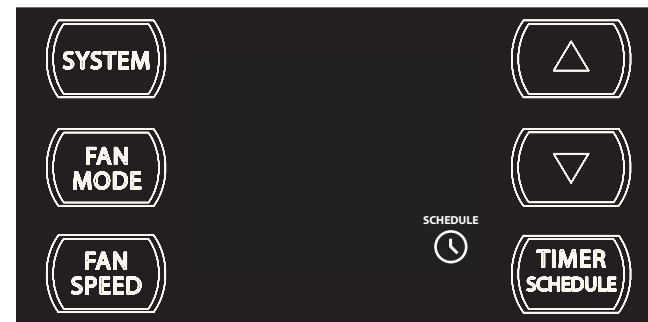 SYSTEM
FAN
MODE
SCHEDULE
FAN
SPEED
TIMER
SCHEDULE